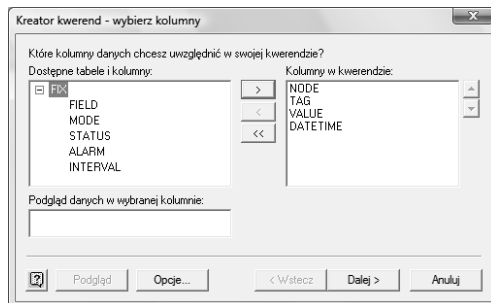 Kreator kwerend - wybierz kolumny
Które kolumny danych chcesz uwzględnić w swojej kwerendzie?
Dostępne tabele i kolumny:
FIX
FIELD
MODE
STATUS
ALARM
INTERVAL
>
<
<<
Kolumny w kwerendzie:
NODE
TAG
VALUE
DATETIME
Podgląd danych w wybranej kolumnie:
? Podgląd Opcje... < Wstecz Dalej > Anuluj